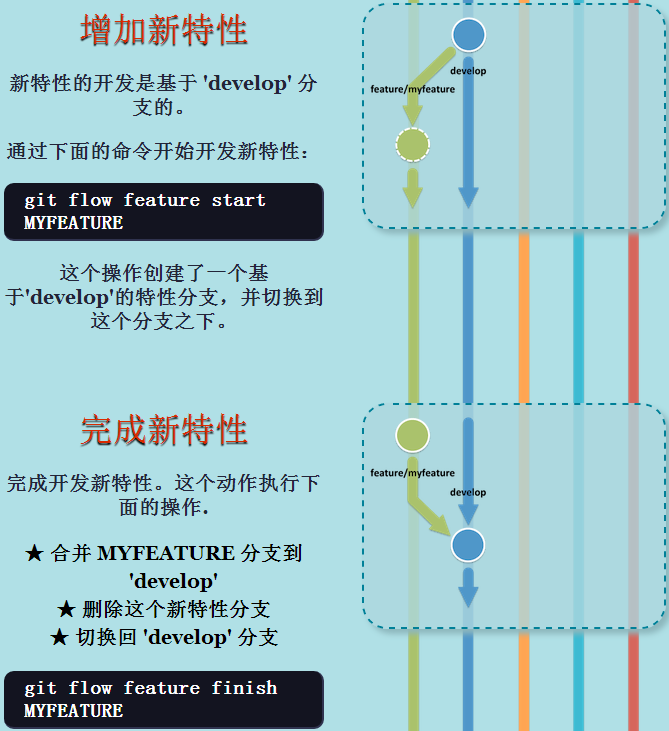 增加新特性
新特性的开发是基于 'develop' 分
支的。
通过下面的命令开始开发新特性：
git flow feature start
MYFEATURE
这个操作创建了一个基
于'develop'的特性分支，并切换到
这个分支之下。
develop
feature/myfeature
完成新特性
完成开发新特性。这个动作执行下
面的操作.
★ 合并 MYFEATURE 分支到
'develop'
★ 删除这个新特性分支
★ 切换回 'develop' 分支
git flow feature finish
MYFEATURE
feature/myfeature
develop